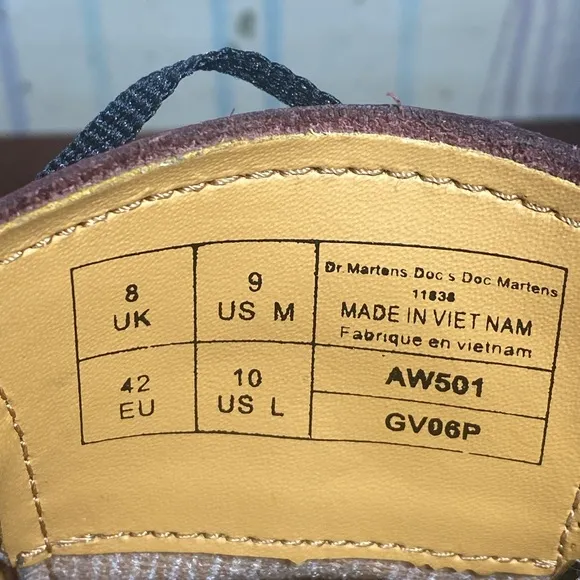 8
UK
9
US M
42
EU
10
US L
Dr. Martens Doc's Doc Martens
11838
MADE IN VIET NAM
Fabrique en vietnam
AW501
GV06P